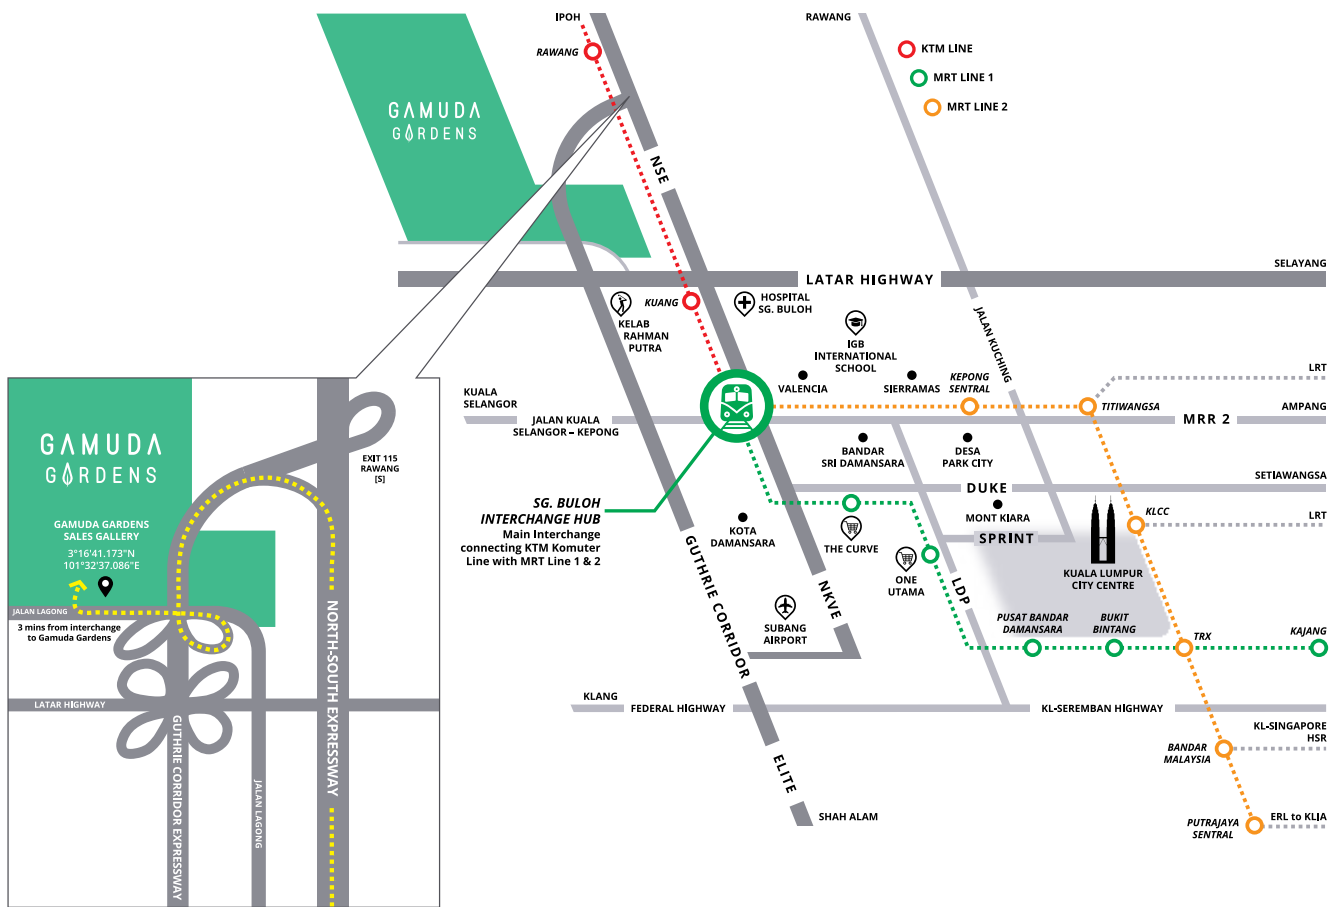 IPOH
RAWANG
RAWANG
KTM LINE
MRT LINE 1
MRT LINE 2
GAMUDA
GARDENS
NSE
SELAYANG
LATAR HIGHWAY
KUANG
HOSPITAL
SG. BULOH
KELAB
RAHMAN
PUTRA
IGB
INTERNATIONAL
SCHOOL
JALAN KUCHING
VALENCIA
SIERRAMAS
KEPONG
SENTRAL
LRT
KUALA
SELANGOR
TITIWANGSA
AMPANG
JALAN KUALA
SELANGOR – KEPONG
MRR 2
BANDAR
SRI DAMANSARA
DESA
PARK CITY
SETIAWANGSA
DUKE
SG. BULOH
INTERCHANGE HUB
Main Interchange
connecting KTM Komuter
Line with MRT Line 1 & 2
MONT KIARA
KLCC
LRT
KOTA
DAMANSARA
THE CURVE
SPRINT
ONE
UTAMA
KUALA LUMPUR
CITY CENTRE
GUTHRIE CORRIDOR
NKVE
LDP
SUBANG
AIRPORT
PUSAT BANDAR
DAMANSARA
BUKIT
BINTANG
TRX
KAJANG
KLANG
FEDERAL HIGHWAY
KL-SEREMBAN HIGHWAY
KL-SINGAPORE
HSR
BANDAR
MALAYSIA
ELITE
SHAH ALAM
PUTRAJAYA
SENTRAL
ERL to KLIA
GAMUDA
GARDENS
EXIT 115
RAWANG
[S]
GAMUDA GARDENS
SALES GALLERY
3°16'41.173"N
101°32'37.086"E
JALAN LAGONG
3 mins from interchange
to Gamuda Gardens
NORTH-SOUTH EXPRESSWAY
LATAR HIGHWAY
GUTHRIE CORRIDOR EXPRESSWAY
JALAN LAGONG